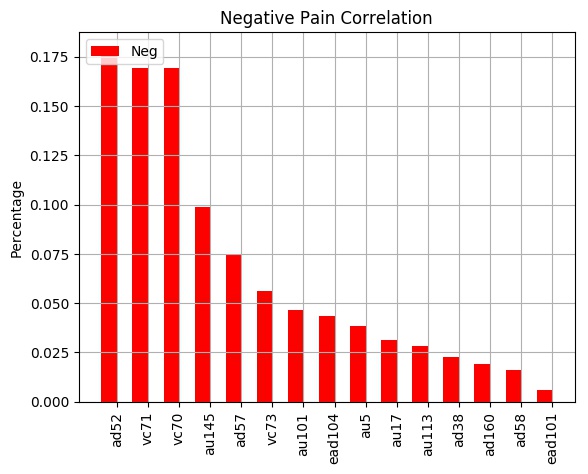 Negative Pain Correlation
Neg
Percentage
0.175
0.150
0.125
0.100
0.075
0.050
0.025
0.000
ad52
vc71
vc70
au145
ad57
vc73
au101
ead104
au5
au17
au113
ad38
ad160
ad58
ead101